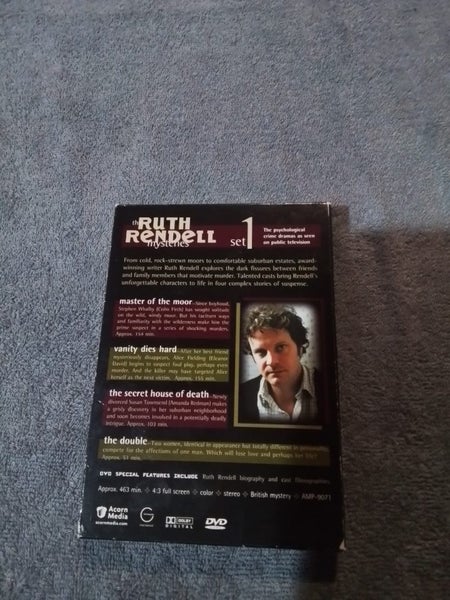 the RUTH
RENDELL
mysteries
set 1
The psychological
crime dramas as seen
on public television
From cold, rock-strewn moors to comfortable suburban estates, award-
winning writer Ruth Rendell explores the dark fissures between friends
and family members that motivate murder. Talented casts bring Rendell's
unforgettable characters to life in four complex stories of suspense.
master of the moor–Since boyhood,
Stephen Whalby (Colin Firth) has sought solitude
on the wild, windy moor. But his taciturn ways
and familiarity with the wilderness make him the
prime suspect in a series of shocking murders.
Approx. 154 min.
vanity dies hard–After her best friend
mysteriously disappears, Alice Fielding (Eleanor
David) begins to suspect foul play, perhaps even
murder. And the killer may have targeted Alice
herself as the next victim. Approx. 155 min.
the secret house of death–Newly
divorced Susan Townsend (Amanda Redman) makes
a grisly discovery in her suburban neighborhood
and soon becomes involved in a potentially deadly
intrigue. Approx. 103 min.
the double–Two women, identical in appearance but totally different in
compete for the affections of one man. Which will lose love and perhaps her life?
Approx. 51 min.
DVD SPECIAL FEATURES INCLUDE Ruth Rendell biography and cast filmographies
Approx. 463 min. ✧ 4:3 full screen ✧ color ✧ stereo ✧ British mystery ✧ AMP-9071
Acorn
Media
acornmedia.com
DOLBY
DIGITAL
DVD